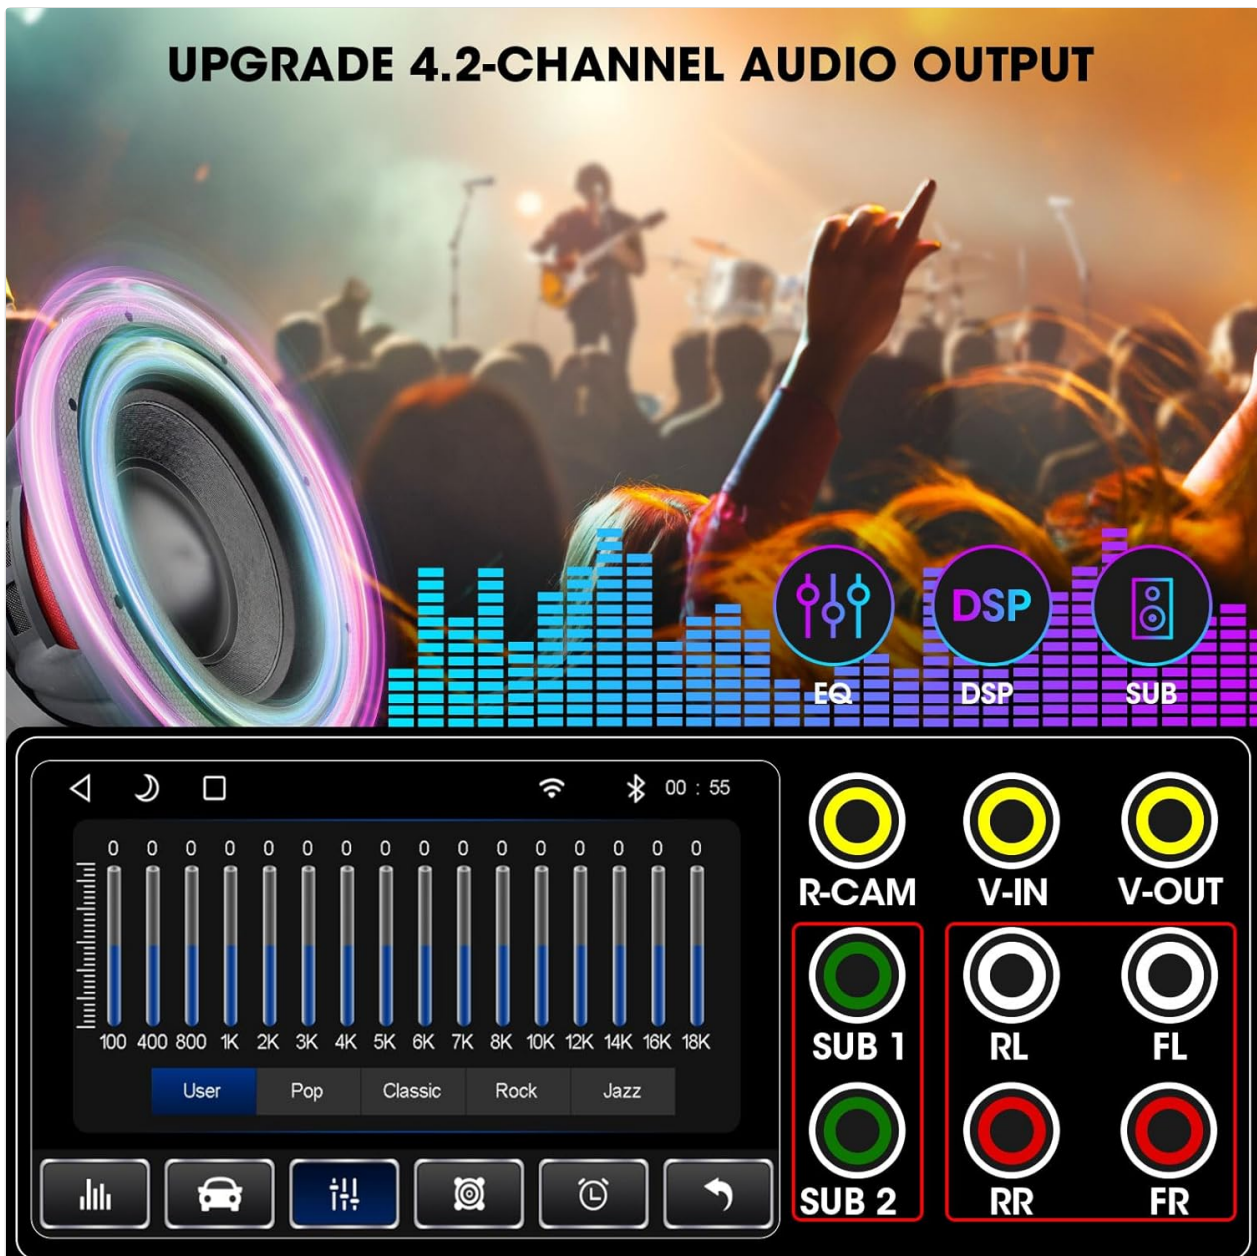 UPGRADE 4.2-CHANNEL AUDIO OUTPUT
DSP
EQ DSP SUB
00 : 55
0 0 0 0 0 0 0 0 0 0 0 0 0 0 0 0
100 400 800 1K 2K 3K 4K 5K 6K 7K 8K 10K 12K 14K 16K 18K
User Pop Classic Rock Jazz
R-CAM V-IN V-OUT
SUB 1 RL FL
SUB 2 RR FR